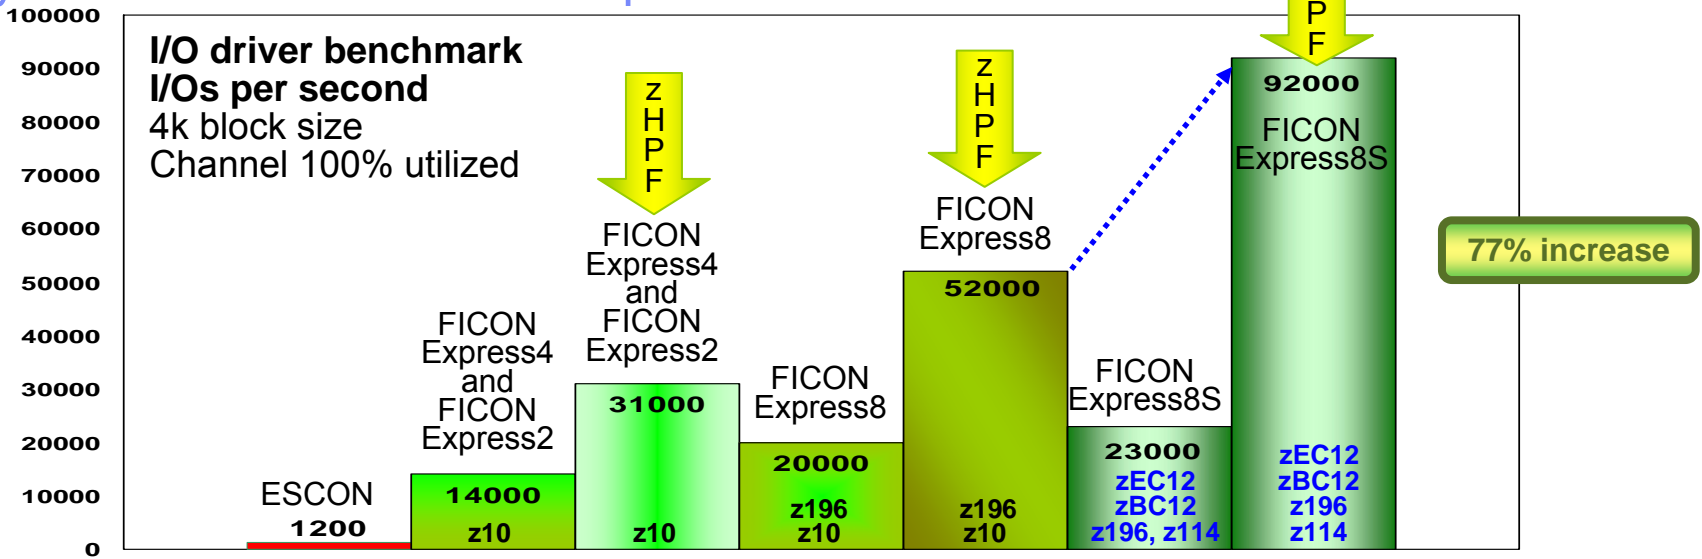 100000
90000
80000
70000
60000
50000
40000
30000
20000
10000
0
I/O driver benchmark
I/Os per second
4k block size
Channel 100% utilized
ESCON
1200
FICON
Express4
and
FICON
Express2
14000
z10
z
H
P
F
FICON
Express4
and
FICON
Express2
31000
z10
FICON
Express8
20000
z196
z10
z
H
P
F
FICON
Express8
52000
z196
z10
FICON
Express8S
23000
zEC12
zBC12
z196, z114
P
F
92000
FICON
Express8S
zEC12
zBC12
z196
z114
77% increase